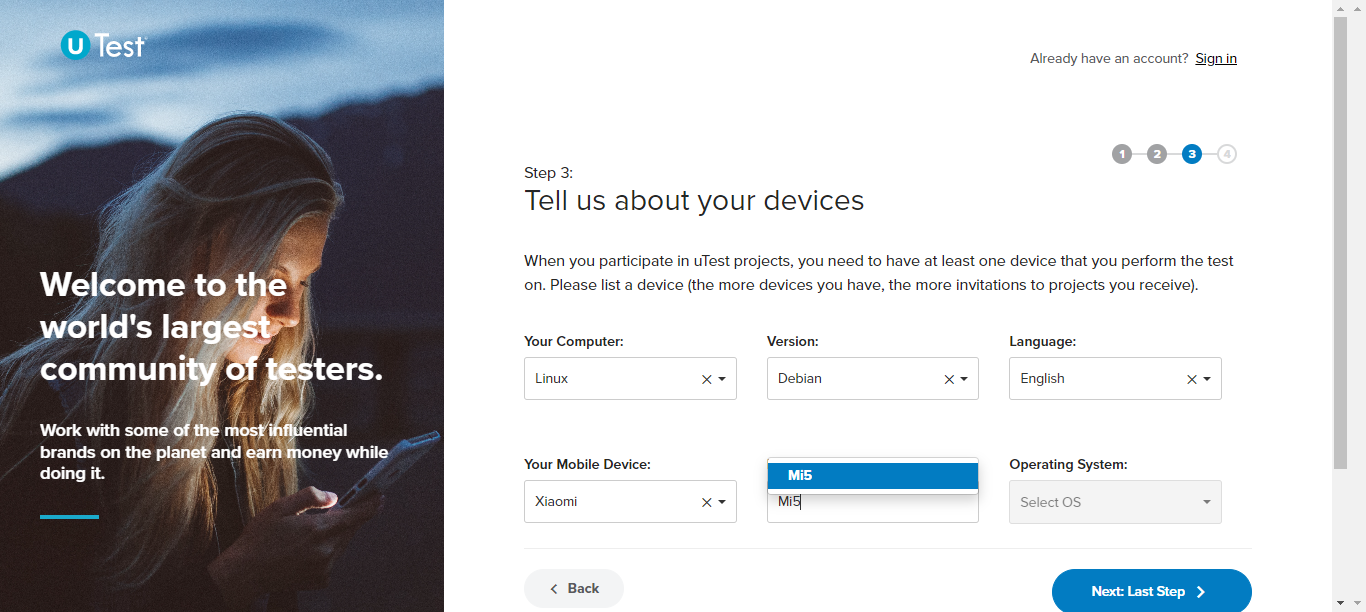 U Test
Already have an account? Sign in
1 2 3 4
Step 3:
Tell us about your devices
When you participate in uTest projects, you need to have at least one device that you perform the test
on. Please list a device (the more devices you have, the more invitations to projects you receive).
Welcome to the
world's largest
community of testers.
Work with some of the most influential
brands on the planet and earn money while
doing it.
Your Computer: Version: Language:
Linux Debian English
Your Mobile Device: Operating System:
Mi5
Xiaomi Mi5 Select OS
Back Next: Last Step